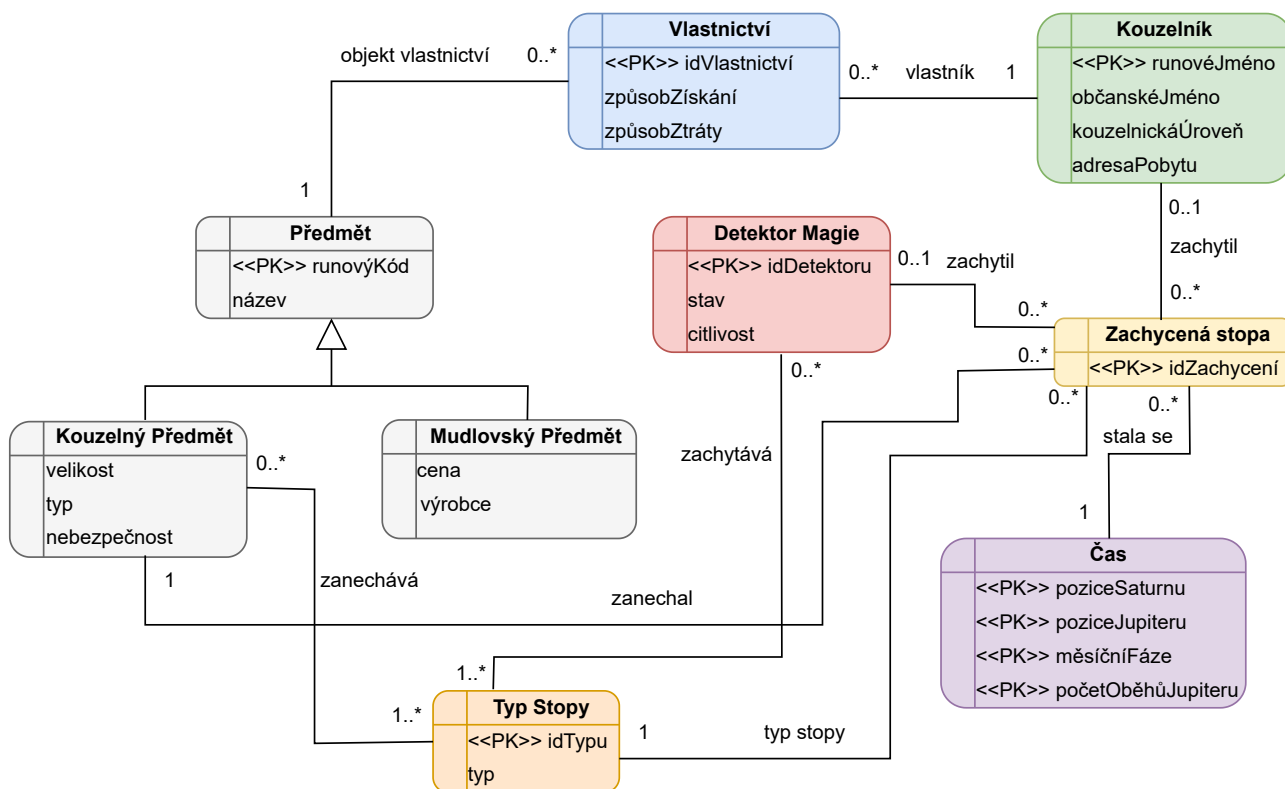 Vlastnictví
<<PK>> idVlastnictví
způsobZískání
způsobZtráty
Kouzelník
<<PK>> runovéJméno
občanskéJméno
kouzelnickáÚroveň
adresaPobytu
objekt vlastnictví
0..*
0..*
vlastník
1
1
Předmět
<<PK>> runovýKód
název
Detektor Magie
<<PK>> idDetektoru
stav
citlivost
0..1
zachytil
0..1
zachytil
0..*
0..*
Zachycená stopa
<<PK>> idZachycení
0..*
0..*
0..*
0..*
Kouzelný Předmět
velikost
typ
nebezpečnost
0..*
Mudlovský Předmět
cena
výrobce
zachytává
stala se
1
Čas
<<PK>> poziceSaturnu
<<PK>> poziceJupiteru
<<PK>> měsíčníFáze
<<PK>> početOběhůJupiteru
1
zanechává
zanechal
1..*
1..*
Typ Stopy
<<PK>> idTypu
typ
1
typ stopy